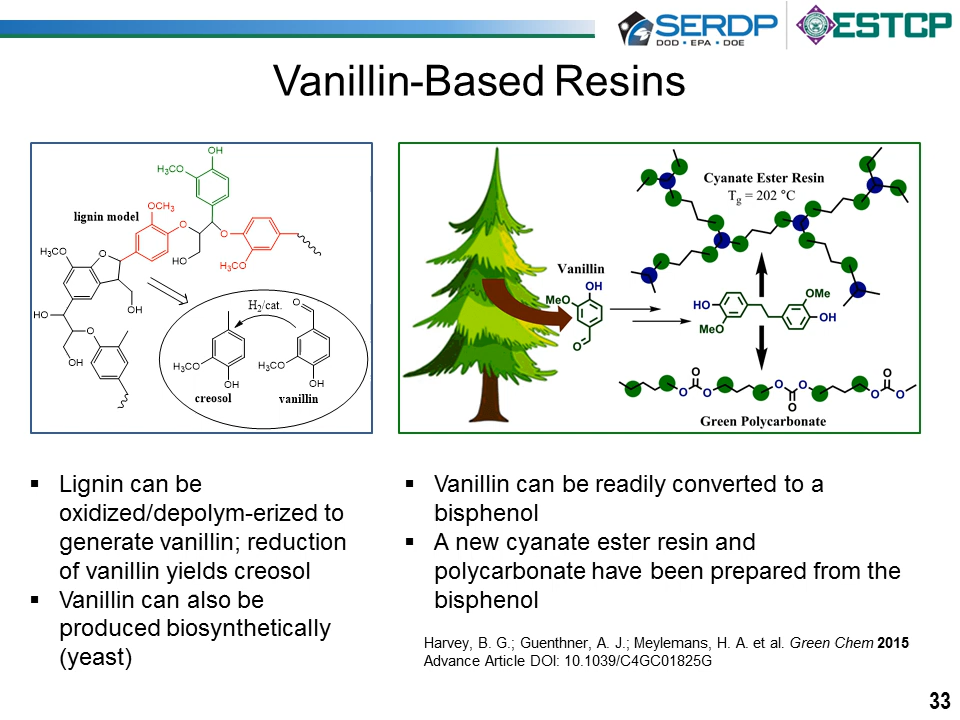 SERDP
DOD • EPA • DOE
ESTCP
Vanillin-Based Resins
OH
H₃CO
lignin model
OCH₃
O
O
H₃CO
O
HO
H₃CO
OH
HO
O
OH
H₂/cat.
O
H₃CO
OH
creosol
H₃CO
OH
vanillin
Cyanate Ester Resin
Tg = 202 °C
Vanillin
OH
MeO
O
HO
MeO
OMe
OH
O
O
O
O
O
O
O
O
O
Green Polycarbonate
▪ Lignin can be
oxidized/depolym-erized to
generate vanillin; reduction
of vanillin yields creosol
▪ Vanillin can also be
produced biosynthetically
(yeast)
▪ Vanillin can be readily converted to a
bisphenol
▪ A new cyanate ester resin and
polycarbonate have been prepared from the
bisphenol
Harvey, B. G.; Guenthner, A. J.; Meylemans, H. A. et al. Green Chem 2015
Advance Article DOI: 10.1039/C4GC01825G
33